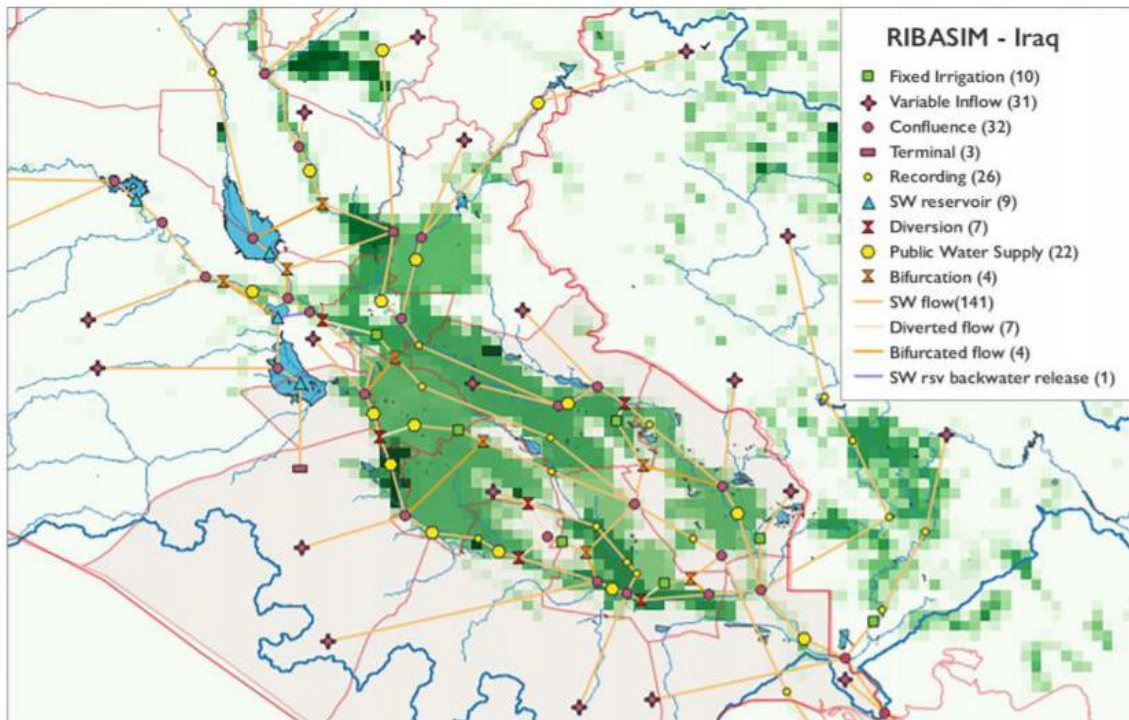 RIBASIM - Iraq
Fixed Irrigation (10)
Variable Inflow (31)
Confluence (32)
Terminal (3)
Recording (26)
SW reservoir (9)
Diversion (7)
Public Water Supply (22)
Bifurcation (4)
SW flow(141)
Diverted flow (7)
Bifurcated flow (4)
SW rsv backwater release (1)